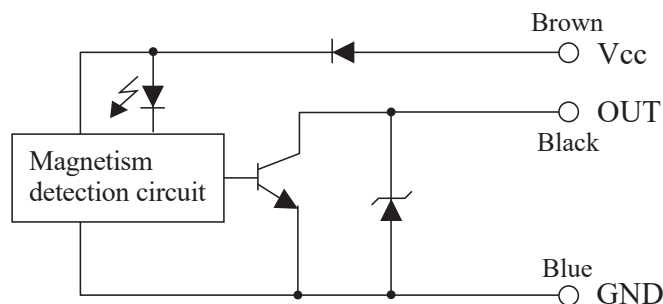 Brown
Vcc
OUT
Black
Magnetism
detection circuit
Blue
GND